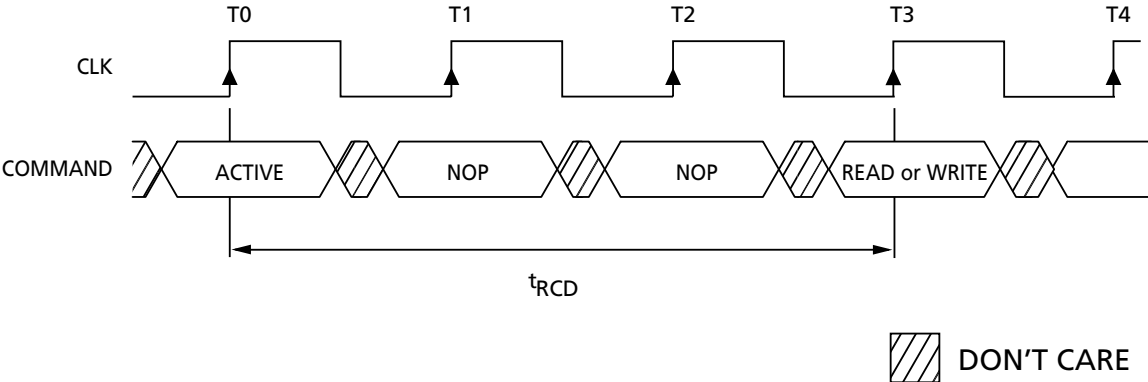 T0 T1 T2 T3 T4
CLK
COMMAND ACTIVE NOP NOP READ or WRITE
tRCD
DON'T CARE